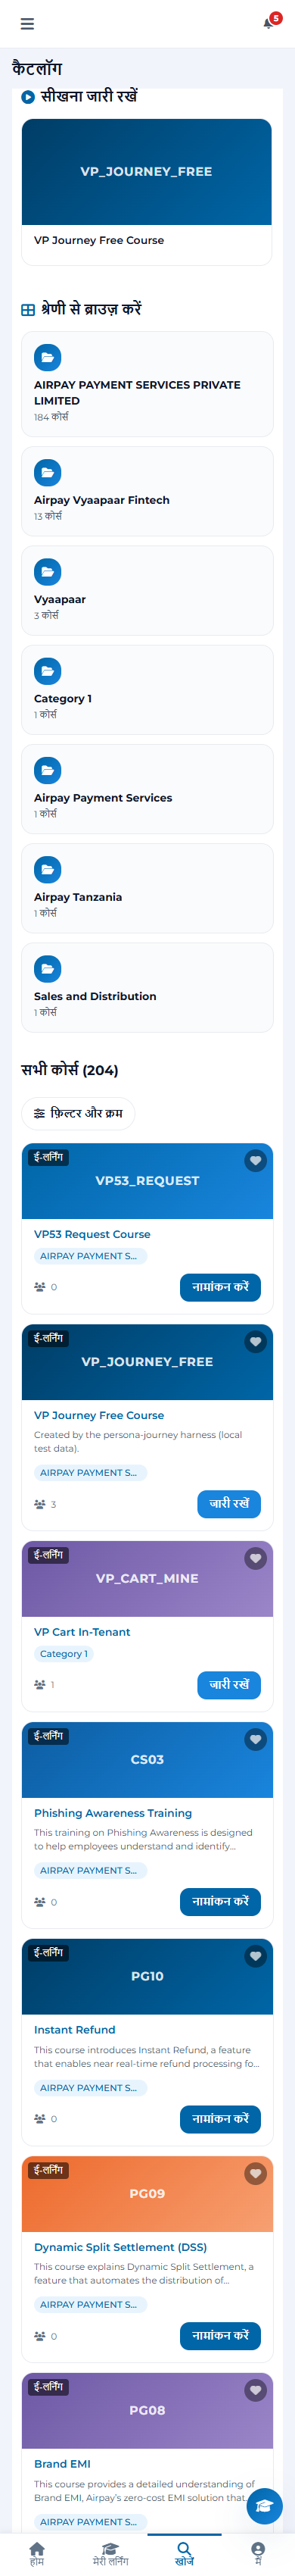 5
कैटलॉग
सीखना जारी रखें
VP_JOURNEY_FREE
VP Journey Free Course
श्रेणी से ब्राउज़ करें
AIRPAY PAYMENT SERVICES PRIVATE
LIMITED
184 कोर्स
Airpay Vyaapaar Fintech
13 कोर्स
Vyaapaar
3 कोर्स
Category 1
1 कोर्स
Airpay Payment Services
1 कोर्स
Airpay Tanzania
1 कोर्स
Sales and Distribution
1 कोर्स
सभी कोर्स (204)
फ़िल्टर और क्रम
ई-लर्निंग
VP53_REQUEST
VP53 Request Course
AIRPAY PAYMENT S...
0
नामांकन करें
ई-लर्निंग
VP_JOURNEY_FREE
VP Journey Free Course
Created by the persona-journey harness (local
test data).
AIRPAY PAYMENT S...
3
जारी रखें
ई-लर्निंग
VP_CART_MINE
VP Cart In-Tenant
Category 1
1
जारी रखें
ई-लर्निंग
CS03
Phishing Awareness Training
This training on Phishing Awareness is designed
to help employees understand and identify...
AIRPAY PAYMENT S...
0
नामांकन करें
ई-लर्निंग
PG10
Instant Refund
This course introduces Instant Refund, a feature
that enables near real-time refund processing fo...
AIRPAY PAYMENT S...
0
नामांकन करें
ई-लर्निंग
PG09
Dynamic Split Settlement (DSS)
This course explains Dynamic Split Settlement, a
feature that automates the distribution of...
AIRPAY PAYMENT S...
0
नामांकन करें
ई-लर्निंग
PG08
Brand EMI
This course provides a detailed understanding of
Brand EMI, Airpay's zero-cost EMI solution that...
AIRPAY PAYMENT S...
होम
मेरी लर्निंग
खोजें
मैं